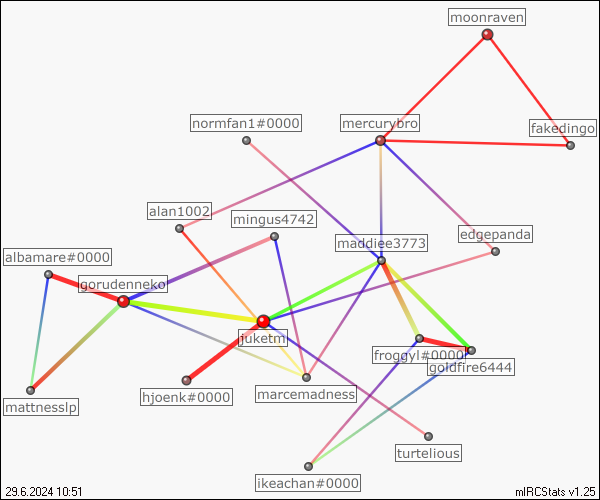 moonraven
normfan1#0000
mercurybro
fakedingo
alan1002
mingus4742
maddiee3773
edgepanda
albamare#0000
gorudenneko
juketm
froggyl#0000
goldfire6444
hjoenk#0000
marcemadness
mattnesslp
turtelious
ikeachan#0000
29.6.2024 10:51
mIRCStats v1.25